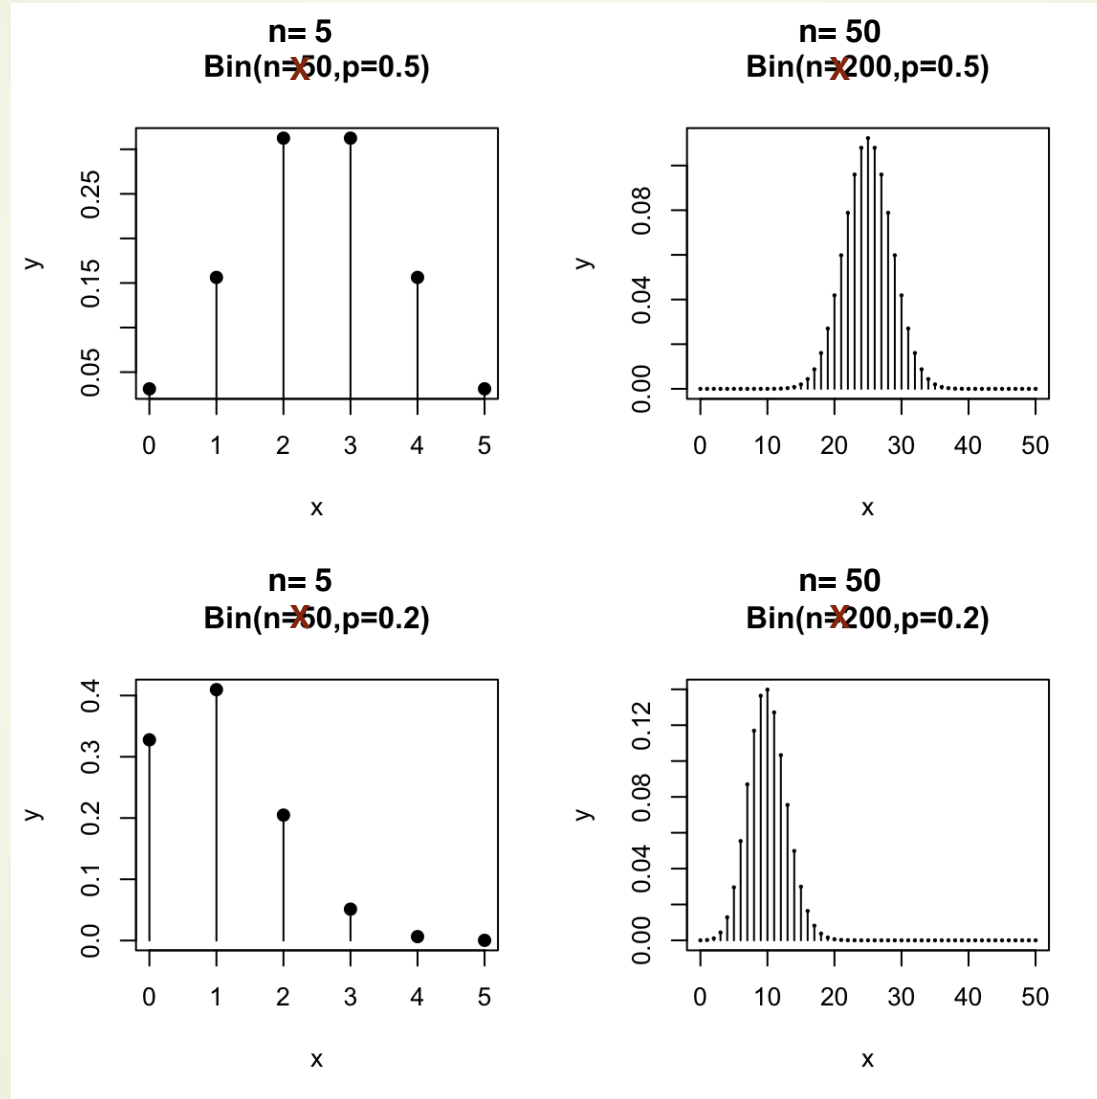 n= 5
Bin(n=50,p=0.5)
X
0.05 0.15 0.25
y
0 1 2 3 4 5
x
n= 50
Bin(n=200,p=0.5)
X
0.00 0.04 0.08
y
0 10 20 30 40 50
x
n= 5
Bin(n=50,p=0.2)
X
0.0 0.1 0.2 0.3 0.4
y
0 1 2 3 4 5
x
n= 50
Bin(n=200,p=0.2)
X
0.00 0.04 0.08 0.12
y
0 10 20 30 40 50
x